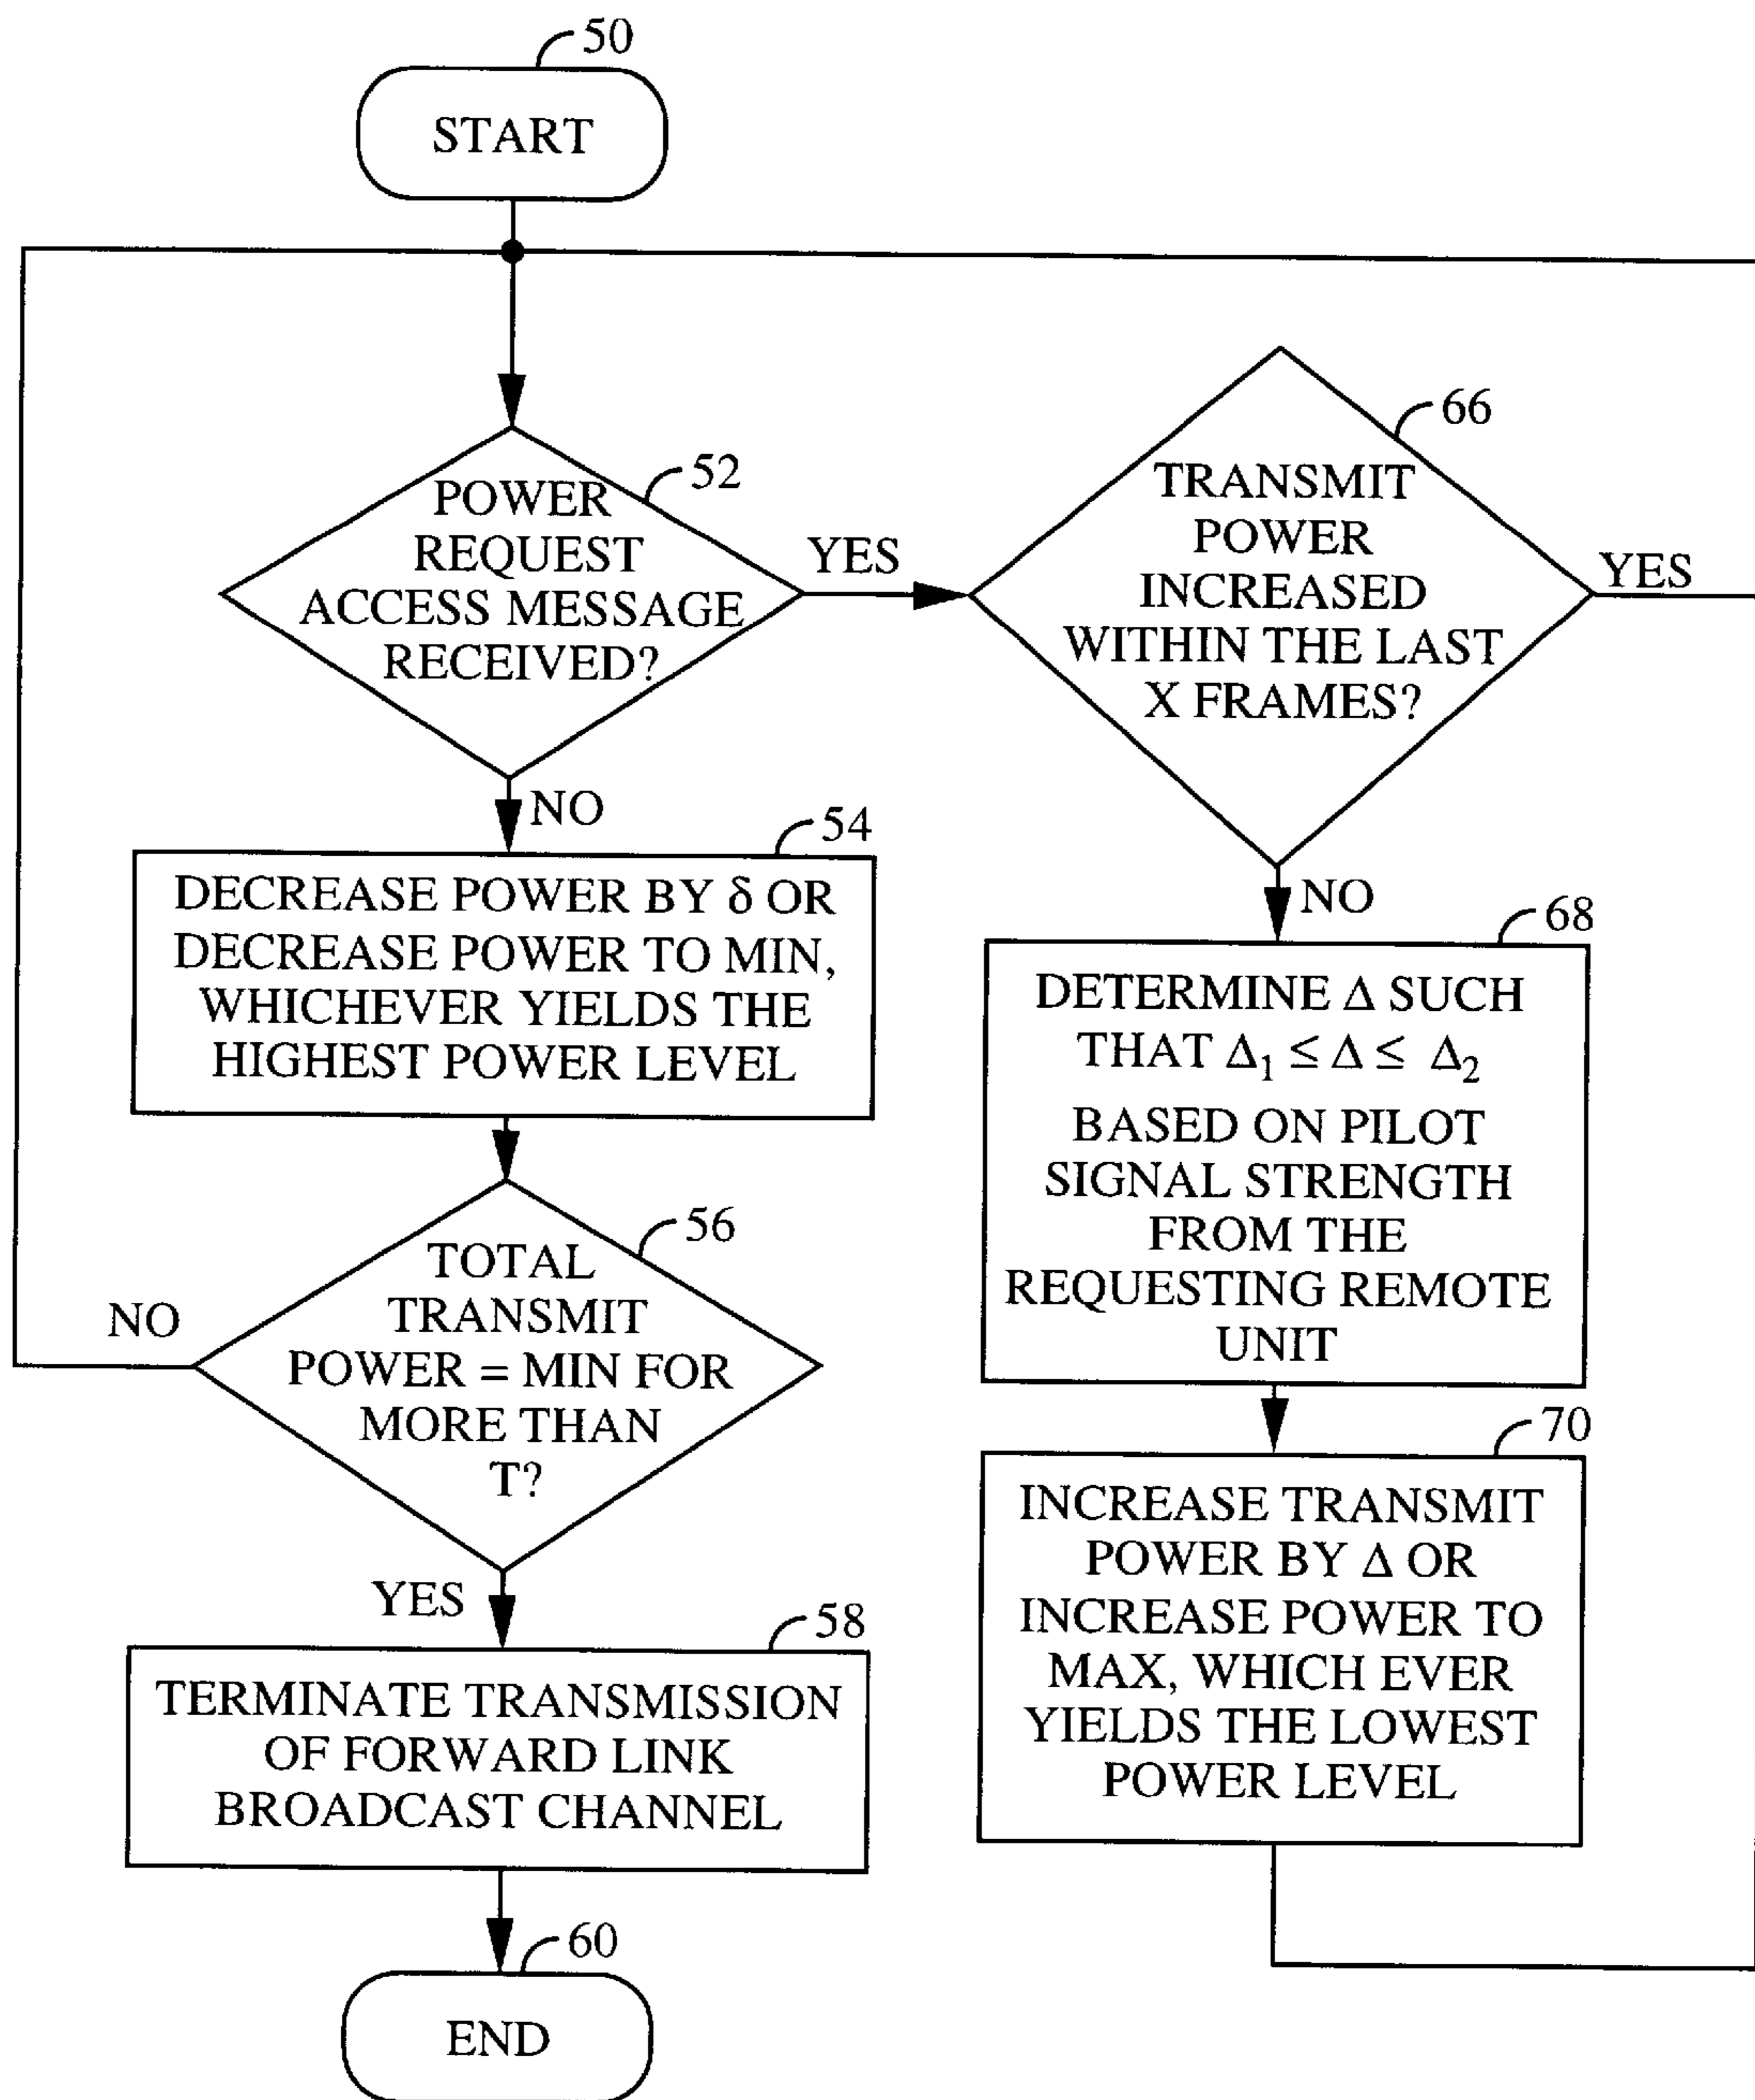 50
START
52
POWER
REQUEST
ACCESS MESSAGE
RECEIVED?
YES
66
TRANSMIT
POWER
INCREASED
WITHIN THE LAST
X FRAMES?
YES
NO
54
DECREASE POWER BY δ OR
DECREASE POWER TO MIN,
WHICHEVER YIELDS THE
HIGHEST POWER LEVEL
NO
68
DETERMINE Δ SUCH
THAT Δ₁ ≤ Δ ≤ Δ₂
BASED ON PILOT
SIGNAL STRENGTH
FROM THE
REQUESTING REMOTE
UNIT
56
TOTAL
TRANSMIT
POWER = MIN FOR
MORE THAN
T?
NO
YES
70
INCREASE TRANSMIT
POWER BY Δ OR
INCREASE POWER TO
MAX, WHICH EVER
YIELDS THE LOWEST
POWER LEVEL
58
TERMINATE TRANSMISSION
OF FORWARD LINK
BROADCAST CHANNEL
60
END